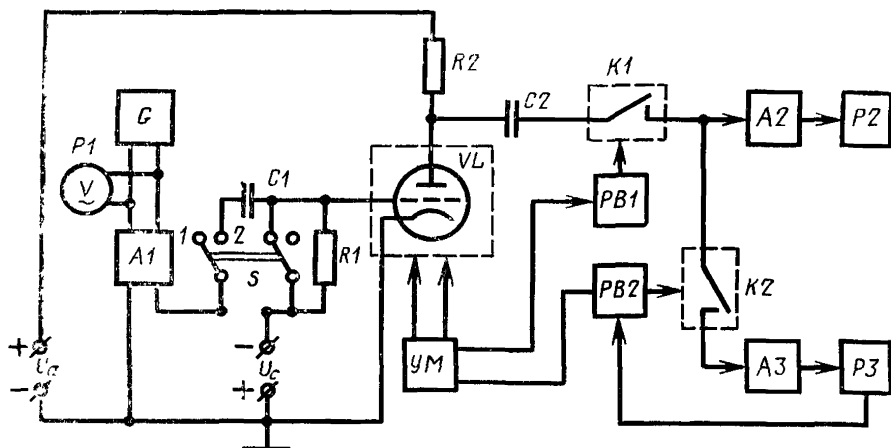 R2
K1
G
C2
P1
V
~
VL
A2
P2
C1
PB1
1
2
A1
S
R1
PB2
K2
+
Ua
-
-
Uc
+
УМ
A3
P3